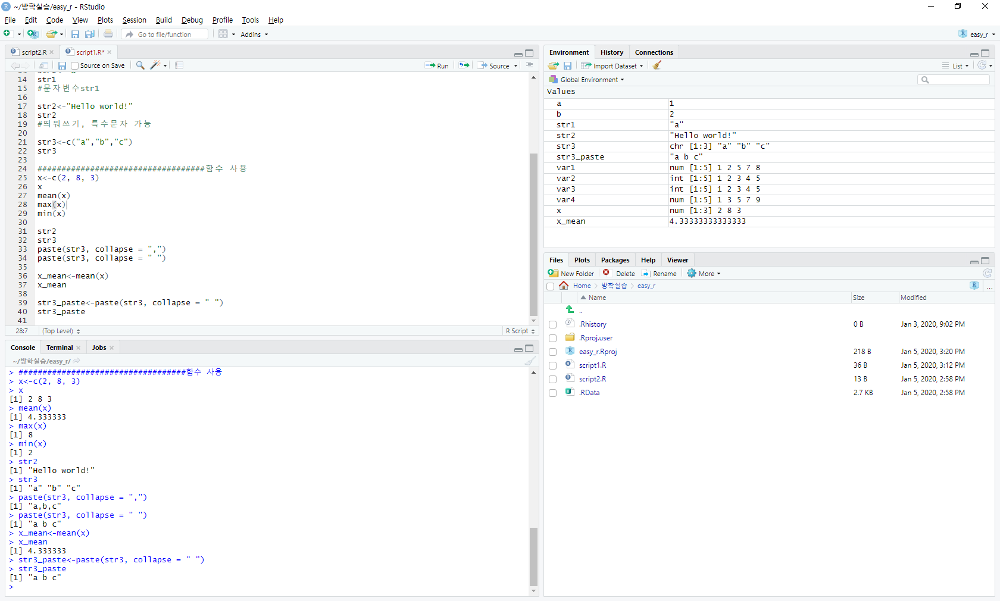 ~/방학실습/easy_r - RStudio
File Edit Code View Plots Session Build Debug Profile Tools Help
Go to file/function Addins easy_r
script2.R script1.R*
Source on Save Run Source
14 str1
15 #문자변수str1
16
17 str2<-"Hello world!"
18 str2
19 #띄워쓰기, 특수문자 가능
20
21 str3<-c("a","b","c")
22 str3
23
24 ###################################함수 사용
25 x<-c(2, 8, 3)
26 x
27 mean(x)
28 max(x)
29 min(x)
30
31 str2
32 str3
33 paste(str3, collapse = ",")
34 paste(str3, collapse = " ")
35
36 x_mean<-mean(x)
37 x_mean
38
39 str3_paste<-paste(str3, collapse = " ")
40 str3_paste
41
28:7 (Top Level) R Script
Console Terminal Jobs
~/방학실습/easy_r/
> ###################################함수 사용
> x<-c(2, 8, 3)
> x
[1] 2 8 3
> mean(x)
[1] 4.333333
> max(x)
[1] 8
> min(x)
[1] 2
> str2
[1] "Hello world!"
> str3
[1] "a" "b" "c"
> paste(str3, collapse = ",")
[1] "a,b,c"
> paste(str3, collapse = " ")
[1] "a b c"
> x_mean<-mean(x)
> x_mean
[1] 4.333333
> str3_paste<-paste(str3, collapse = " ")
> str3_paste
[1] "a b c"
>
Environment History Connections
Import Dataset List
Global Environment
Values
a 1
b 2
str1 "a"
str2 "Hello world!"
str3 chr [1:3] "a" "b" "c"
str3_paste "a b c"
var1 num [1:5] 1 2 5 7 8
var2 int [1:5] 1 2 3 4 5
var3 int [1:5] 1 2 3 4 5
var4 num [1:5] 1 3 5 7 9
x num [1:3] 2 8 3
x_mean 4.33333333333333
Files Plots Packages Help Viewer
New Folder Delete Rename More
Home 방학실습 easy_r ...
Name Size Modified
..
.Rhistory 0 B Jan 3, 2020, 9:02 PM
.Rproj.user
easy_r.Rproj 218 B Jan 5, 2020, 3:20 PM
script1.R 36 B Jan 5, 2020, 3:12 PM
script2.R 13 B Jan 5, 2020, 2:58 PM
.RData 2.7 KB Jan 5, 2020, 2:58 PM